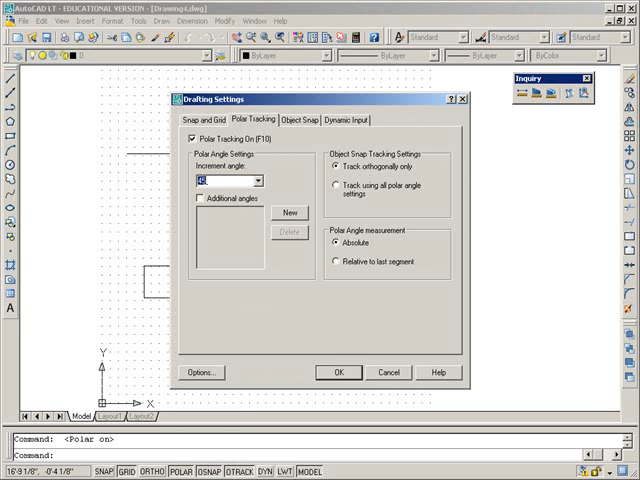 AutoCAD LT - EDUCATIONAL VERSION - [Drawing4.dwg]
File Edit View Insert Format Tools Draw Dimension Modify Window Help
Standard Standard Standard
0 ByLayer ByLayer ByLayer ByColor
Inquiry
Drafting Settings
Snap and Grid Polar Tracking Object Snap Dynamic Input
Polar Tracking On (F10)
Polar Angle Settings
Increment angle:
45
Additional angles
New
Delete
Object Snap Tracking Settings
Track orthogonally only
Track using all polar angle
settings
Polar Angle measurement
Absolute
Relative to last segment
Options... OK Cancel Help
Y
X
Model Layout1 Layout2
A
Command: <Polar on>
Command:
16'-9 1/8", -0'-4 1/8" SNAP GRID ORTHO POLAR OSNAP OTRACK DYN LWT MODEL